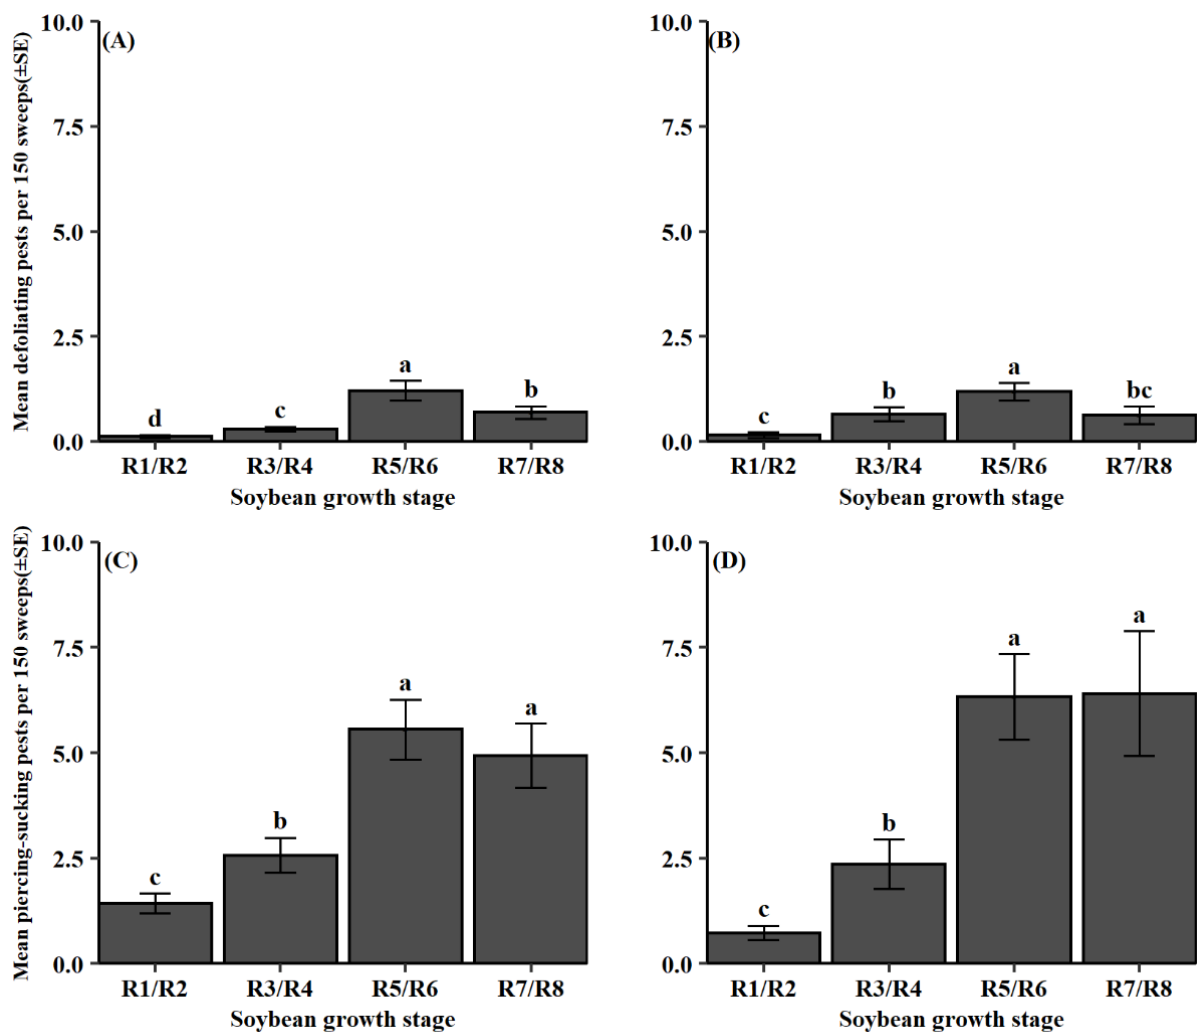 (A)
Mean defoliating pests per 150 sweeps(±SE)
10.0
7.5
5.0
2.5
0.0
d
c
a
b
R1/R2 R3/R4 R5/R6 R7/R8
Soybean growth stage
(B)
10.0
7.5
5.0
2.5
0.0
c
b
a
bc
R1/R2 R3/R4 R5/R6 R7/R8
Soybean growth stage
(C)
Mean piercing-sucking pests per 150 sweeps(±SE)
10.0
7.5
5.0
2.5
0.0
c
b
a
a
R1/R2 R3/R4 R5/R6 R7/R8
Soybean growth stage
(D)
10.0
7.5
5.0
2.5
0.0
c
b
a
a
R1/R2 R3/R4 R5/R6 R7/R8
Soybean growth stage